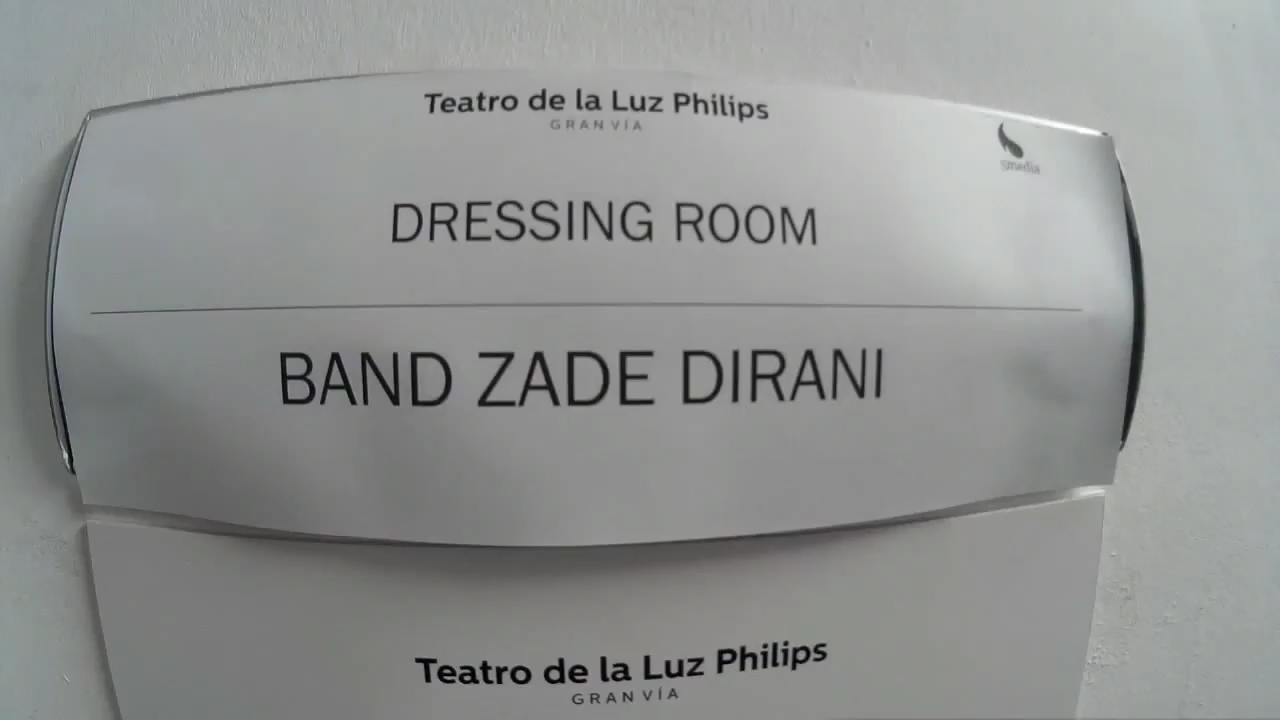 Teatro de la Luz Philips
GRAN VÍA
smedia
DRESSING ROOM
BAND ZADE DIRANI
Teatro de la Luz Philips
GRAN VÍA